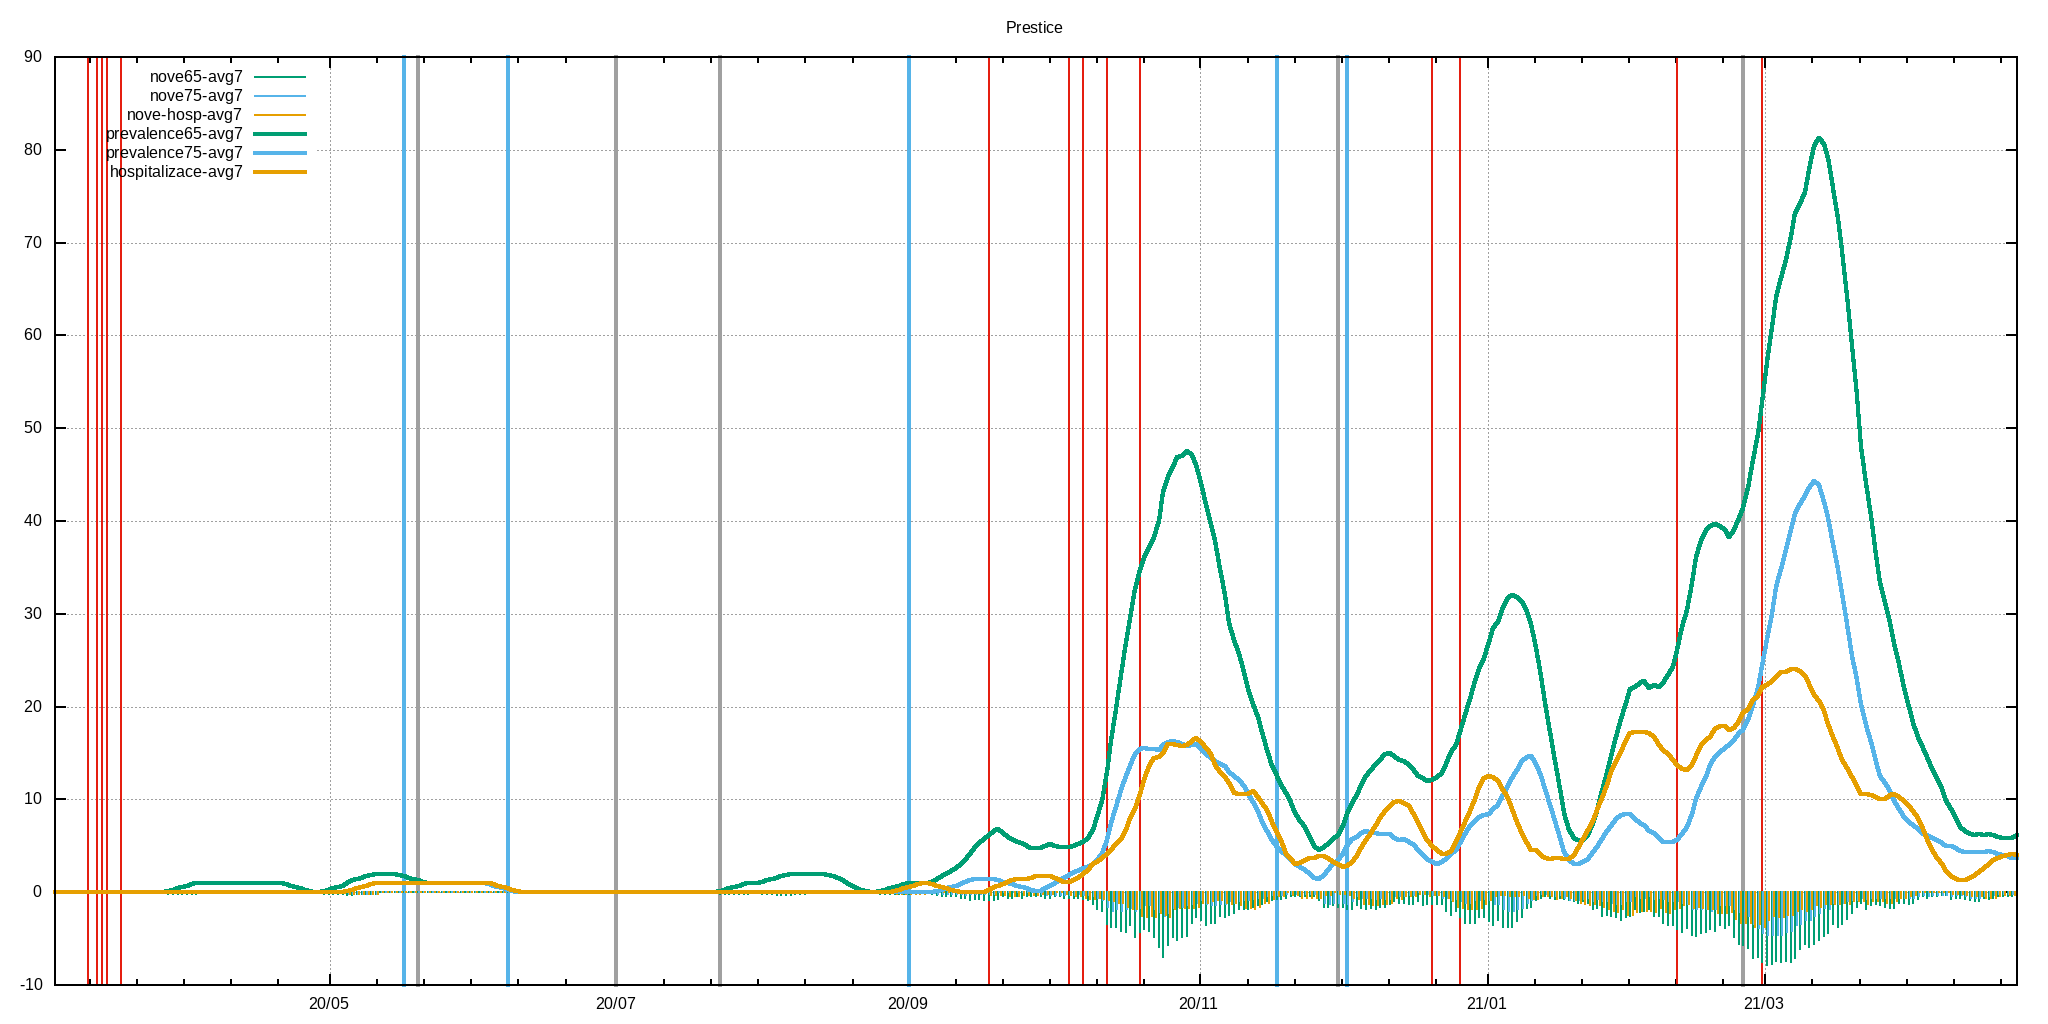 Prestice
90
80
70
60
50
40
30
20
10
0
-10
nove65-avg7
nove75-avg7
nove-hosp-avg7
prevalence65-avg7
prevalence75-avg7
hospitalizace-avg7
20/05 20/07 20/09 20/11 21/01 21/03